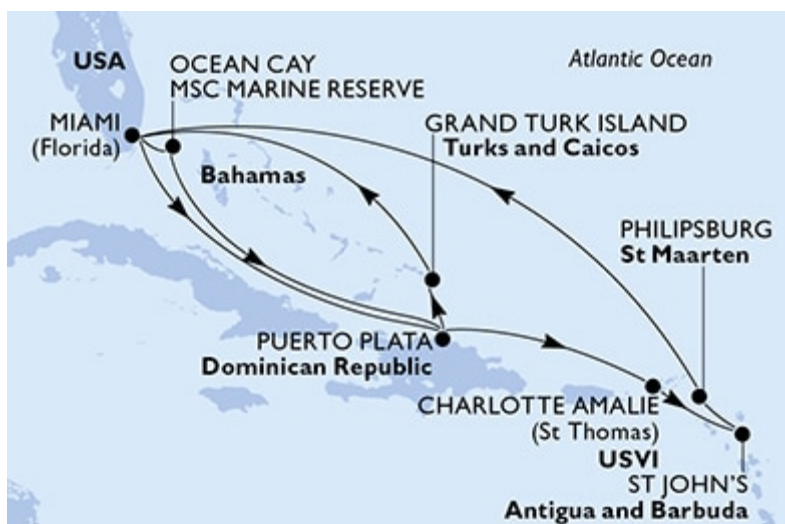 USA
OCEAN CAY
MSC MARINE RESERVE
Atlantic Ocean
MIAMI
(Florida)
GRAND TURK ISLAND
Turks and Caicos
Bahamas
PHILIPSBURG
St Maarten
PUERTO PLATA
Dominican Republic
CHARLOTTE AMALIE
(St Thomas)
USVI
ST JOHN'S
Antigua and Barbuda